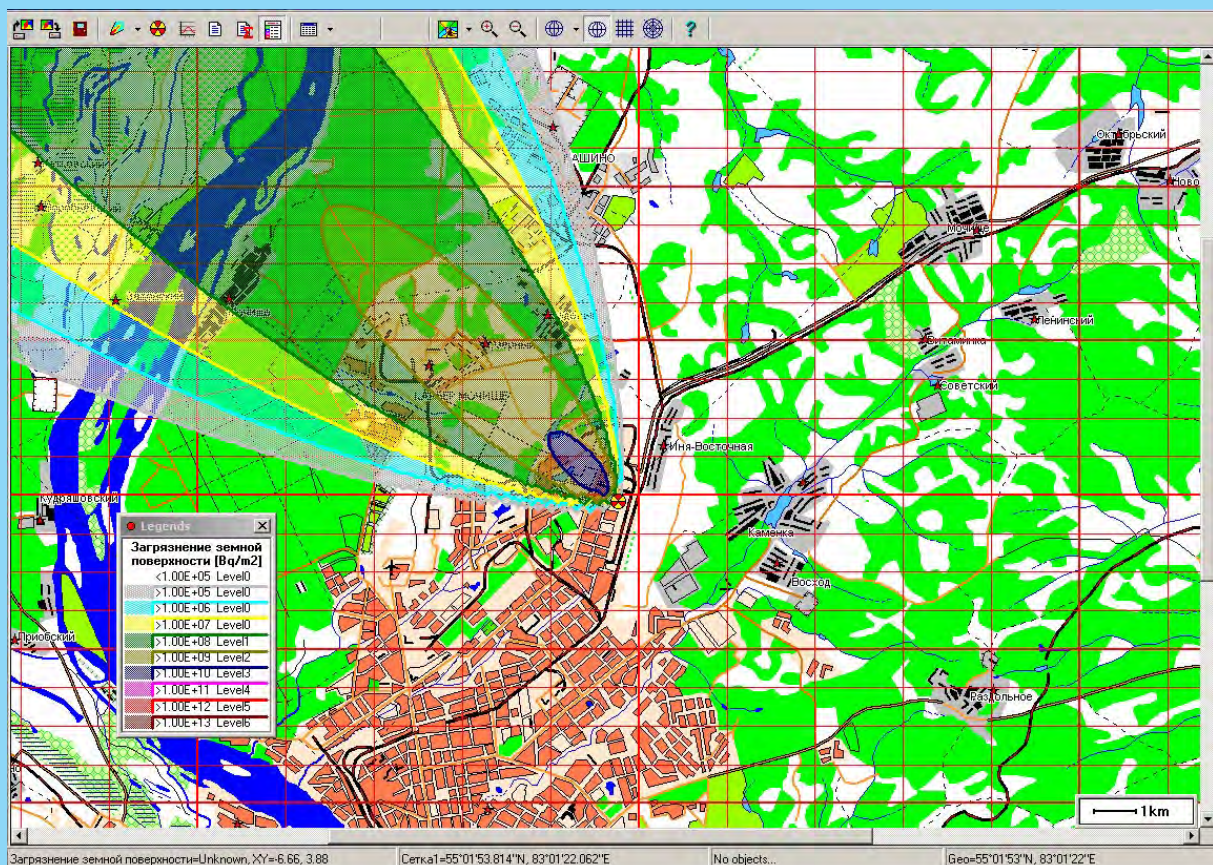 ?
Октябрьский
Ново
АШИНО
Мочище
Ленинский
Витаминка
Советский
Иня-Восточная
Каменка
Восход
Кудряшовский
Приобский
Раздольное
Legends
Загрязнение земной
поверхности [Bq/m2]
<1.00E+05 Level0
>1.00E+05 Level0
>1.00E+06 Level0
>1.00E+07 Level0
>1.00E+08 Level1
>1.00E+09 Level2
>1.00E+10 Level3
>1.00E+11 Level4
>1.00E+12 Level5
>1.00E+13 Level6
1km
Загрязнение земной поверхности=Unknown, XY=-6.66, 3.88
Сетка1=55°01'53.814"N, 83°01'22.062"E
No objects...
Geo=55°01'53"N, 83°01'22"E